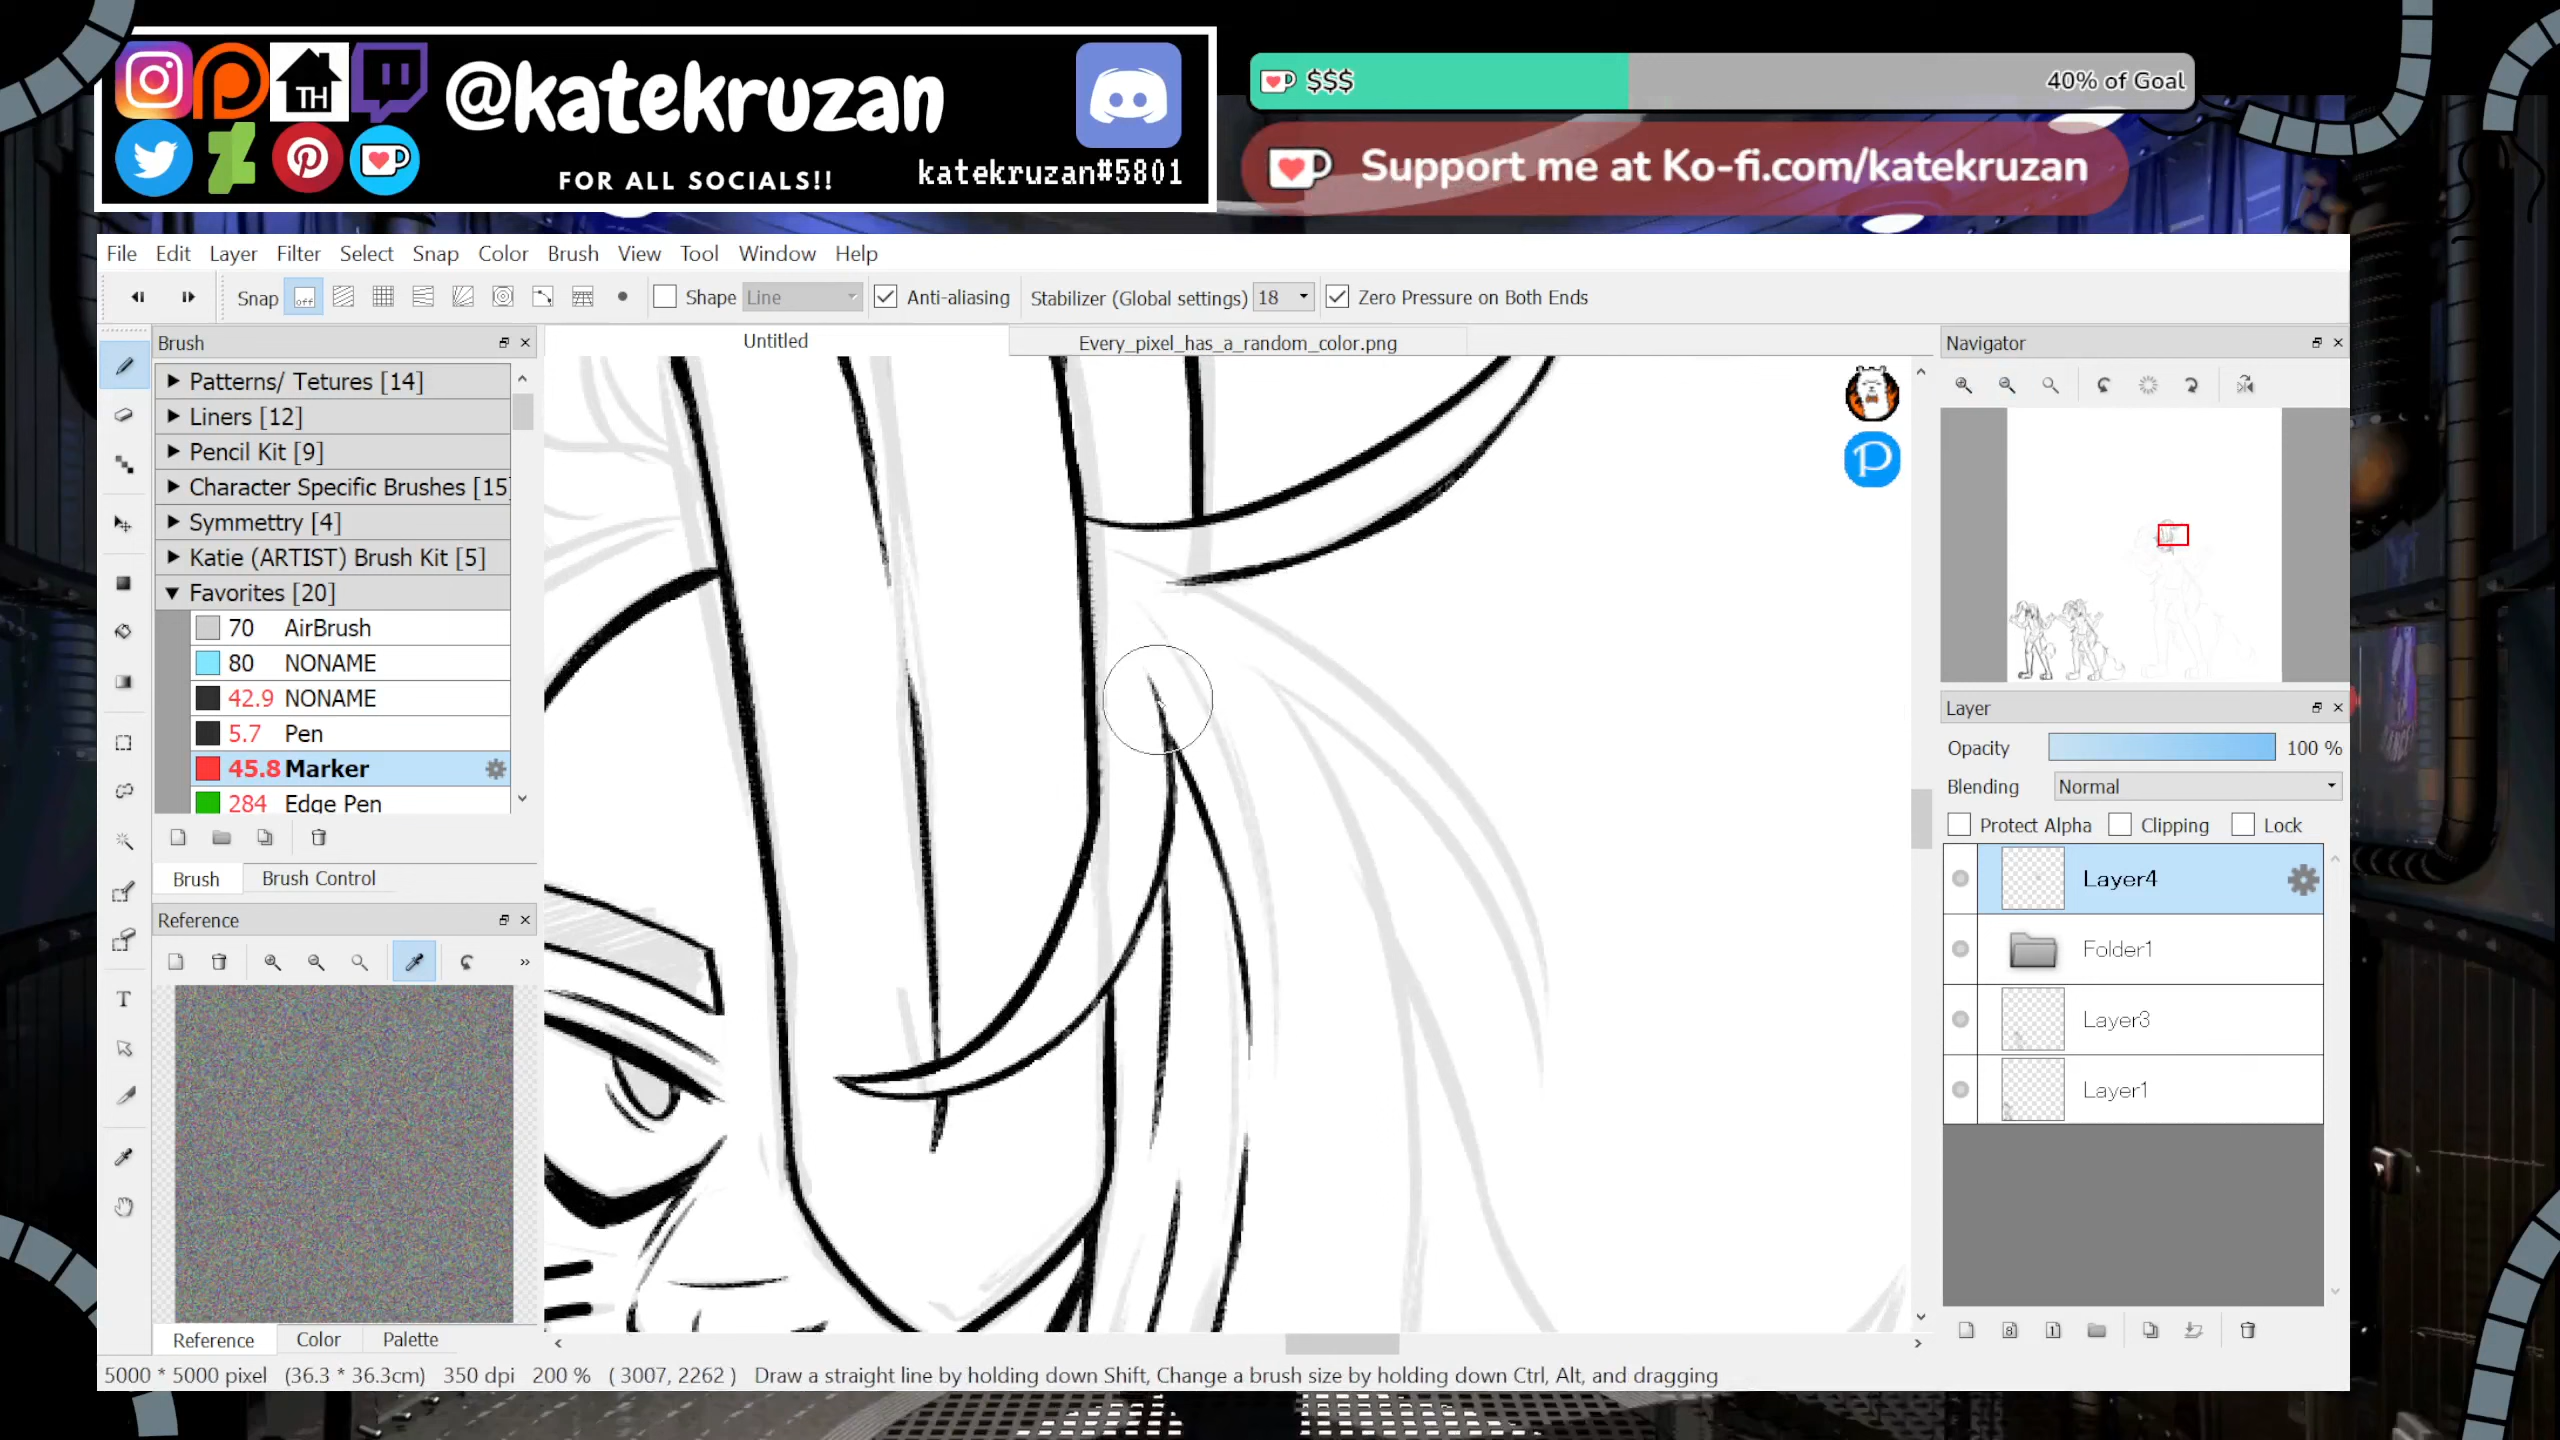 TH
@katekruzan
FOR ALL SOCIALS!!
katekruzan#5801
$$$
40% of Goal
Support me at Ko-fi.com/katekruzan
File Edit Layer Filter Select Snap Color Brush View Tool Window Help
Snap off Shape Line Anti-aliasing Stabilizer (Global settings) 18 Zero Pressure on Both Ends
Brush
Patterns/ Tetures [14]
Liners [12]
Pencil Kit [9]
Character Specific Brushes [15]
Symmettry [4]
Katie (ARTIST) Brush Kit [5]
Favorites [20]
70 AirBrush
80 NONAME
42.9 NONAME
5.7 Pen
45.8 Marker
284 Edge Pen
Brush Brush Control
Reference
T
Reference Color Palette
Untitled
Every_pixel_has_a_random_color.png
P
Navigator
Layer
Opacity 100 %
Blending Normal
Protect Alpha Clipping Lock
Layer4
Folder1
Layer3
Layer1
8 1
5000 * 5000 pixel (36.3 * 36.3cm) 350 dpi 200 % ( 3007, 2262 ) Draw a straight line by holding down Shift, Change a brush size by holding down Ctrl, Alt, and dragging